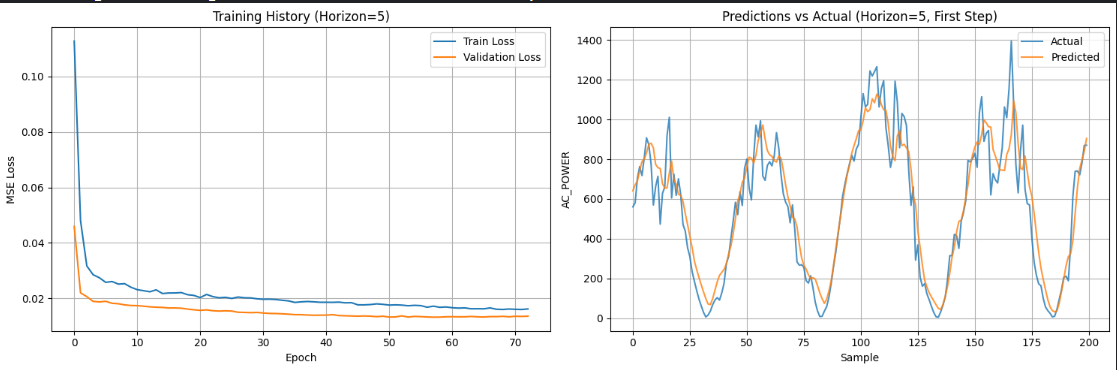 Training History (Horizon=5)
Train Loss
Validation Loss
MSE Loss
0.10
0.08
0.06
0.04
0.02
0 10 20 30 40 50 60 70
Epoch
Predictions vs Actual (Horizon=5, First Step)
Actual
Predicted
AC_POWER
1400
1200
1000
800
600
400
200
0
0 25 50 75 100 125 150 175 200
Sample